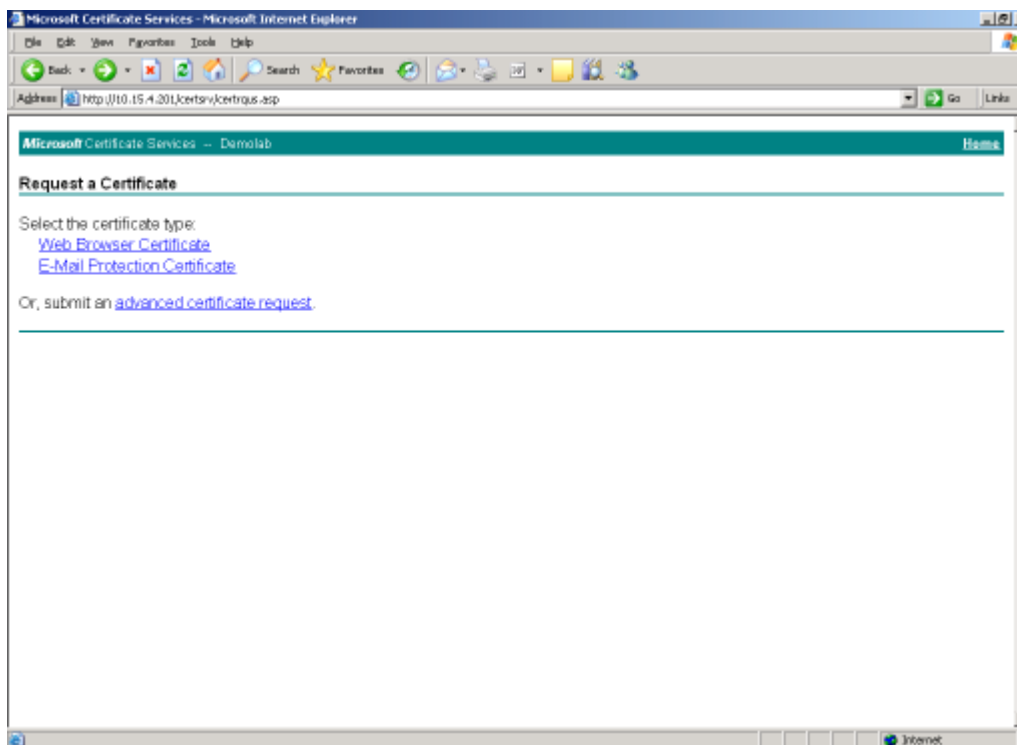 Microsoft Certificate Services - Microsoft Internet Explorer
File Edit View Favorites Tools Help
Back Search Favorites
Address http://10.15.4.201/certsrv/certrqus.asp Go Links
Microsoft Certificate Services -- Demolab Home
Request a Certificate
Select the certificate type:
Web Browser Certificate
E-Mail Protection Certificate
Or, submit an advanced certificate request.
Internet